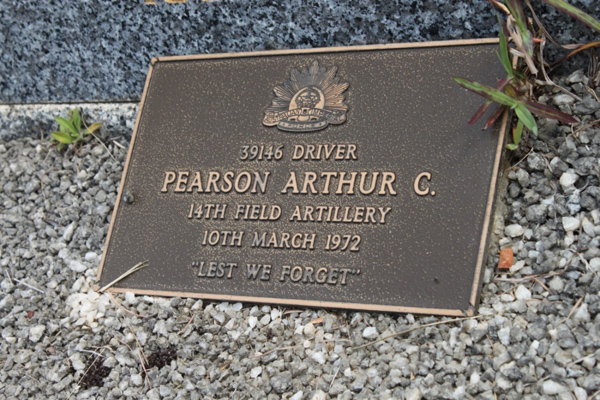 39146 DRIVER
PEARSON ARTHUR C.
14TH FIELD ARTILLERY
10TH MARCH 1972
"LEST WE FORGET"